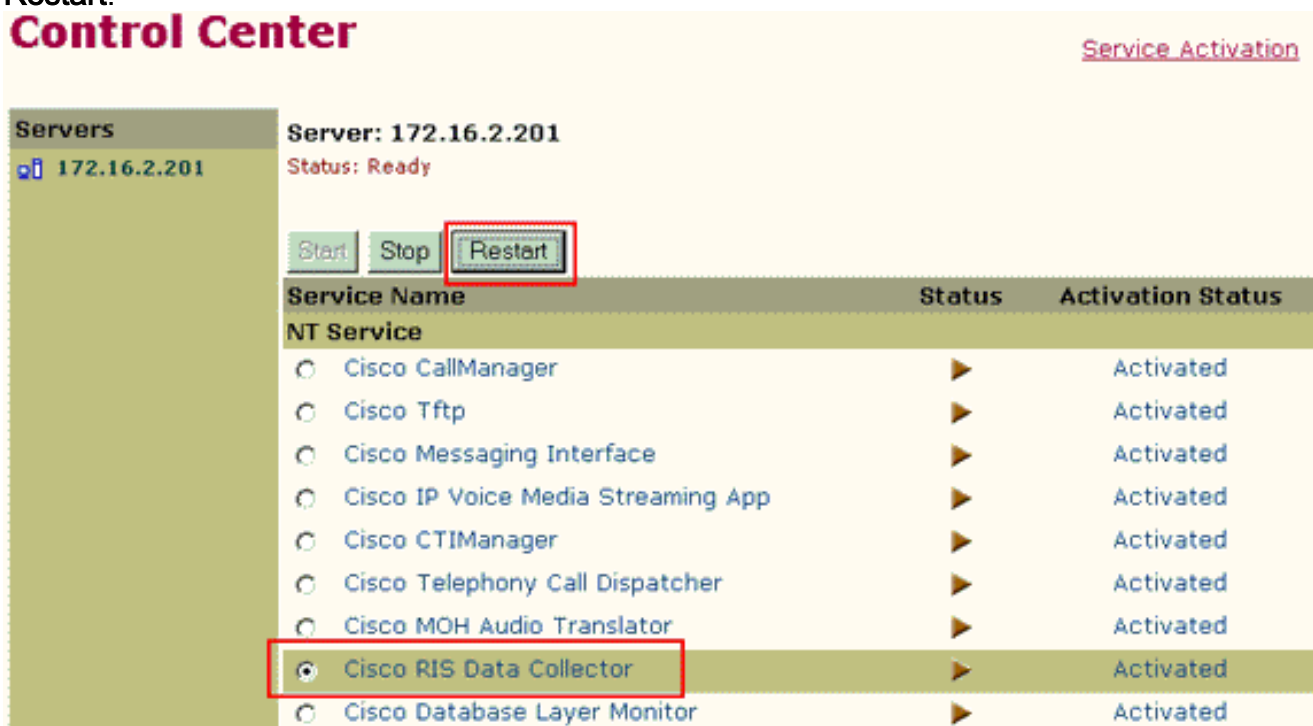 Restart.
Control Center
Service Activation
Servers
172.16.2.201
Server: 172.16.2.201
Status: Ready
Start Stop Restart
Service Name Status Activation Status
NT Service
Cisco CallManager Activated
Cisco Tftp Activated
Cisco Messaging Interface Activated
Cisco IP Voice Media Streaming App Activated
Cisco CTIManager Activated
Cisco Telephony Call Dispatcher Activated
Cisco MOH Audio Translator Activated
Cisco RIS Data Collector Activated
Cisco Database Layer Monitor Activated